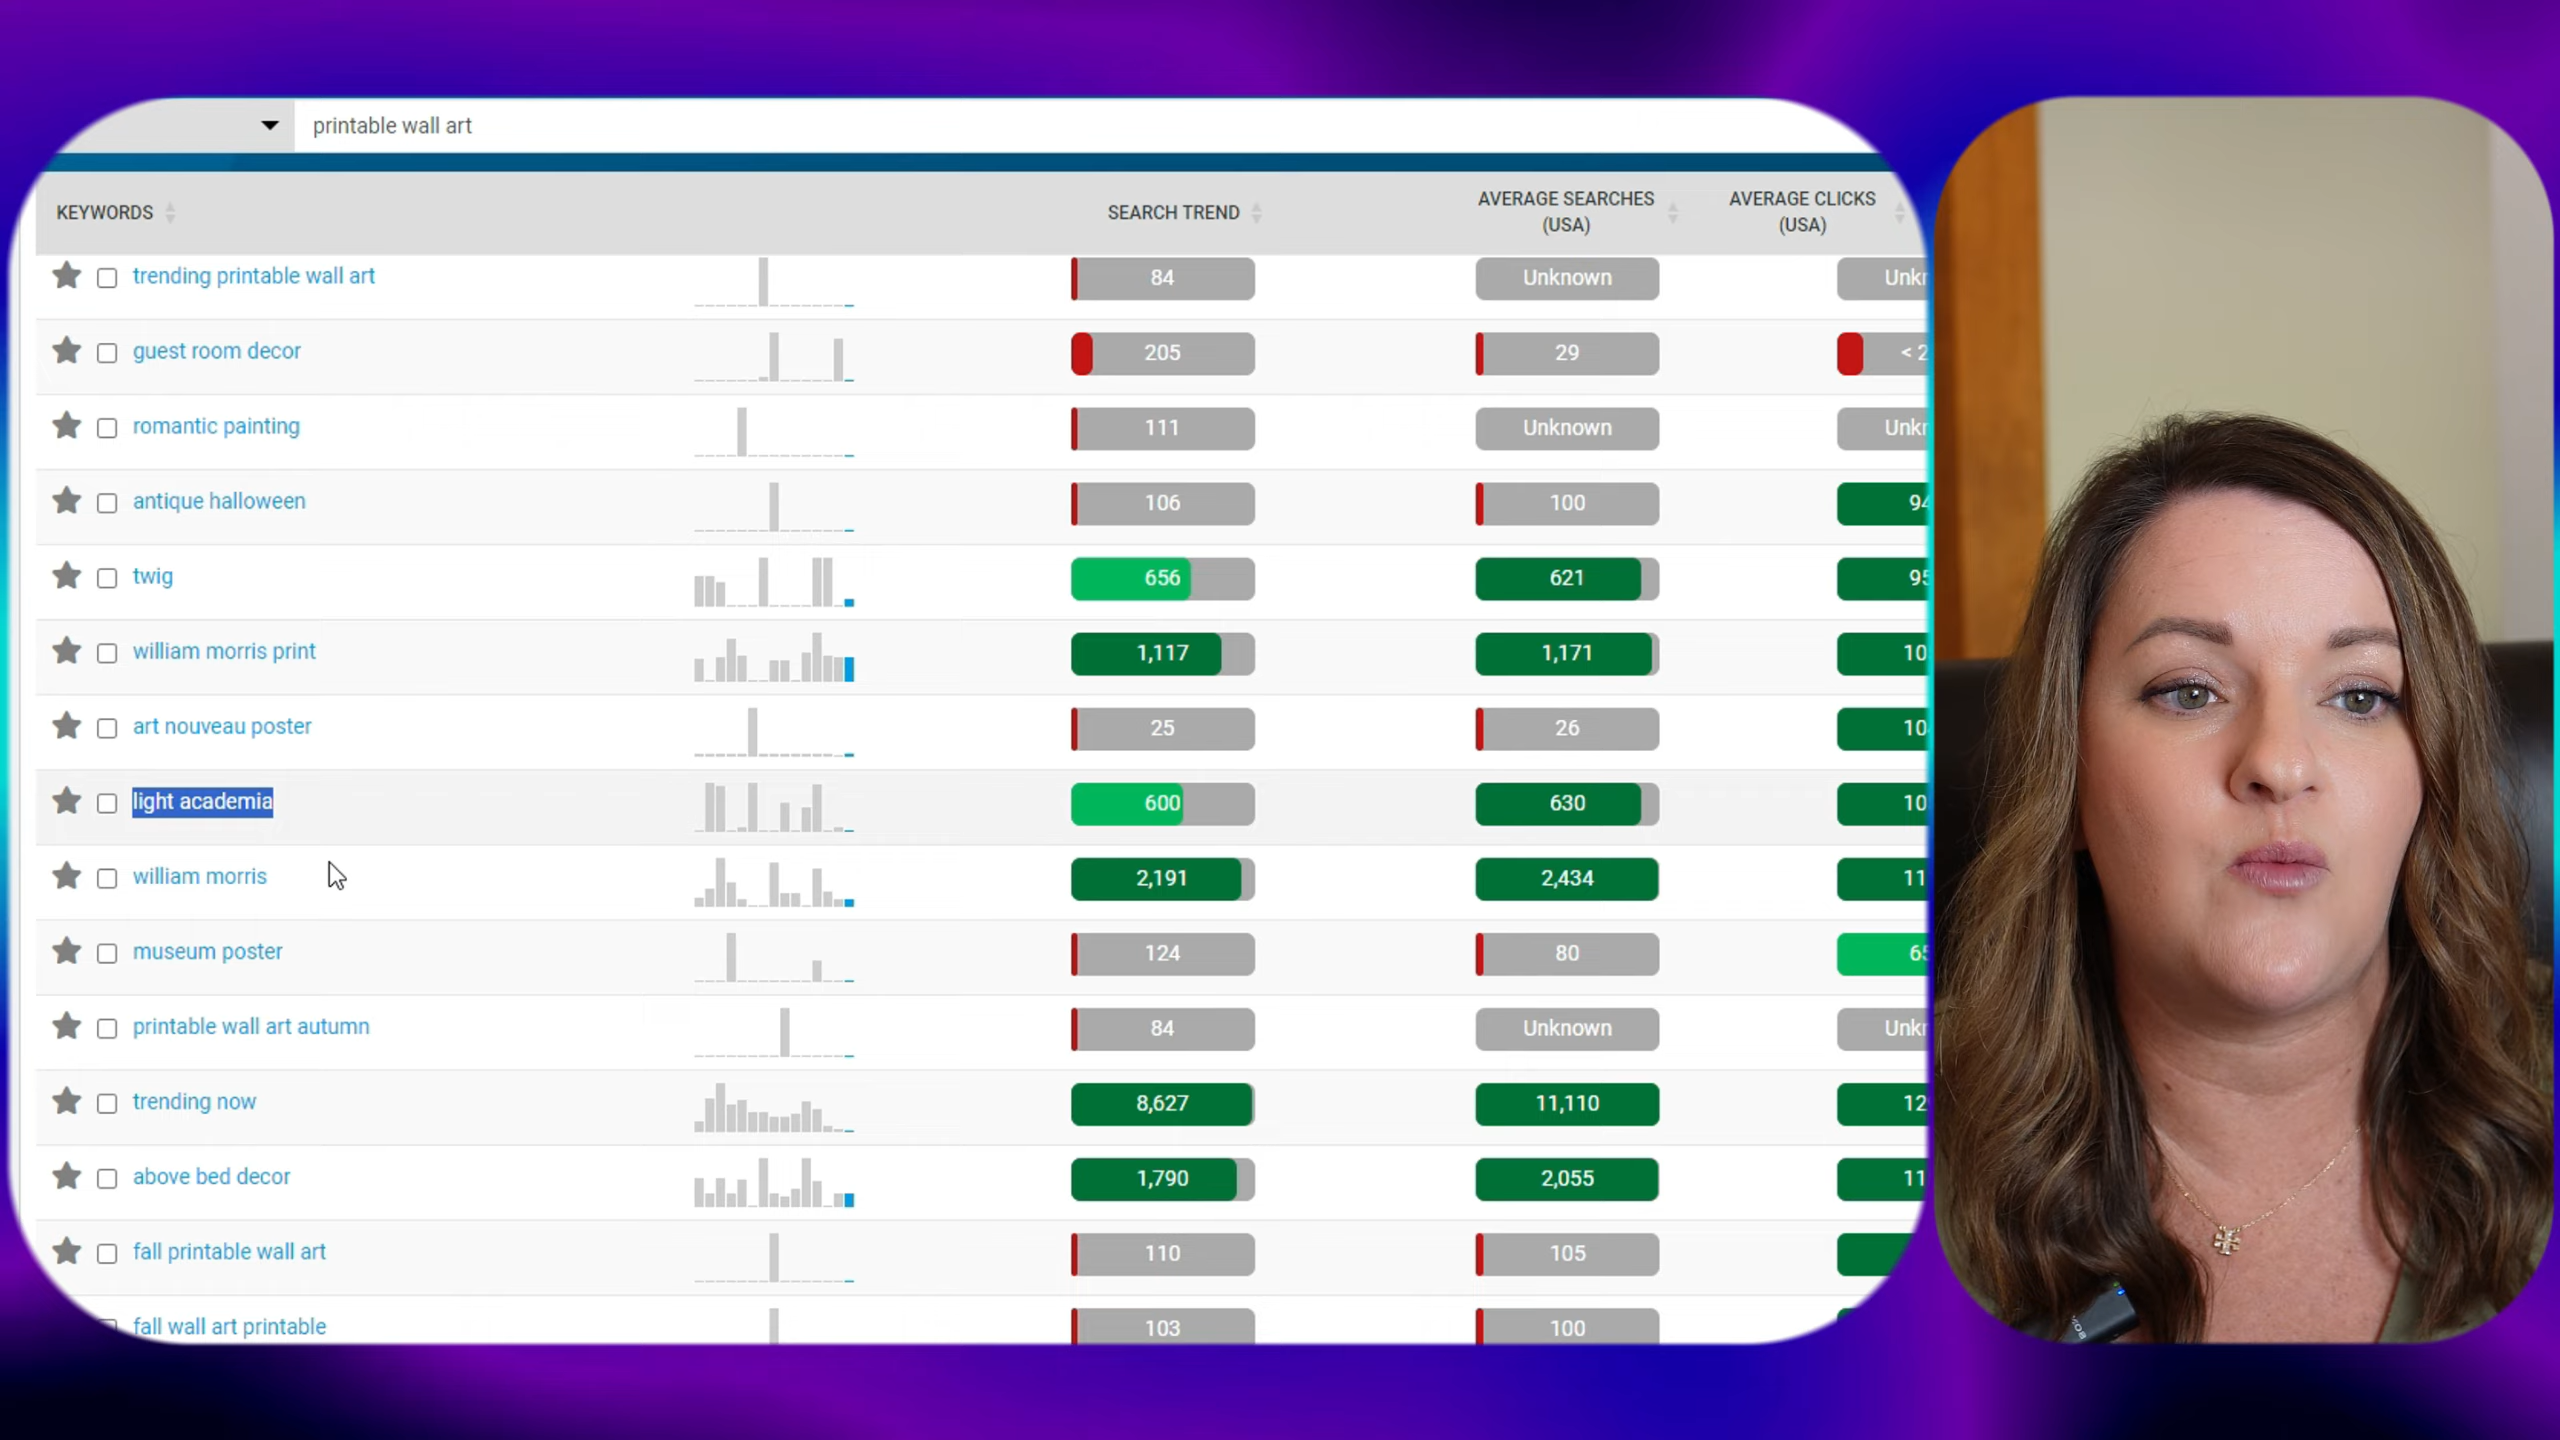 printable wall art
KEYWORDS SEARCH TREND AVERAGE SEARCHES (USA) AVERAGE CLICKS (USA)
trending printable wall art 84 Unknown
guest room decor 205 29 < 2
romantic painting 111 Unknown
antique halloween 106 100
twig 656 621
william morris print 1,117 1,171
art nouveau poster 25 26
light academia 600 630
william morris 2,191 2,434
museum poster 124 80
printable wall art autumn 84 Unknown
trending now 8,627 11,110
above bed decor 1,790 2,055
fall printable wall art 110 105
fall wall art printable 103 100